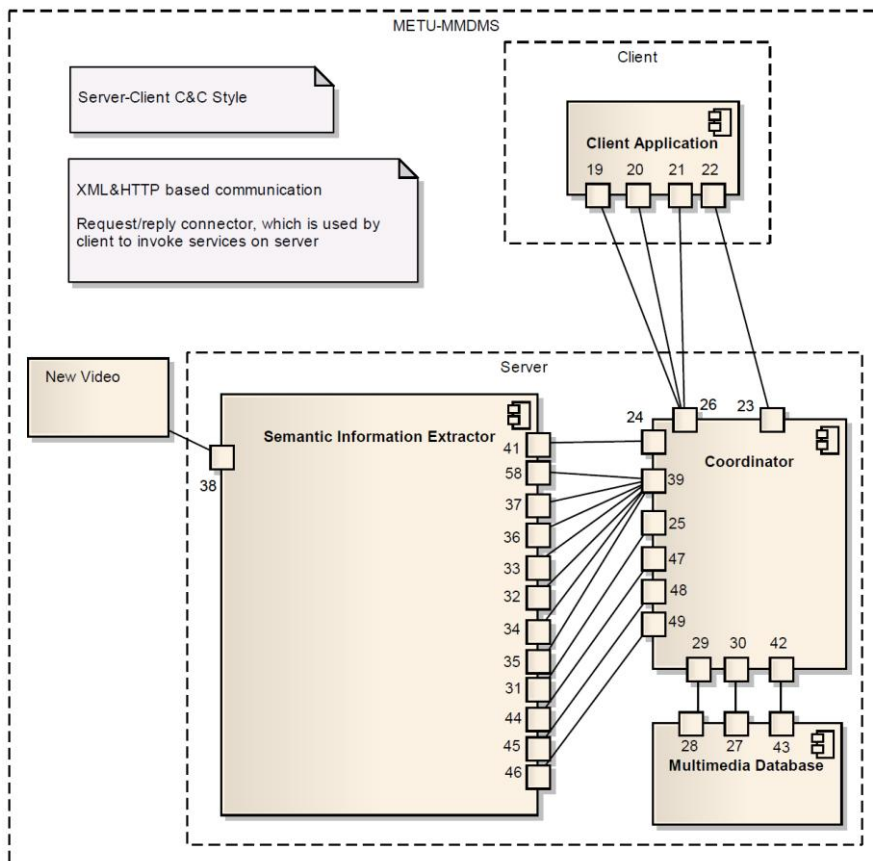 METU-MMDMS
Server-Client C&C Style
XML&HTTP based communication
Request/reply connector, which is used by
client to invoke services on server
Client
Client Application
19 20 21 22
New Video
38
Server
Semantic Information Extractor
41
58
37
36
33
32
34
35
31
44
45
46
24 26 23
Coordinator
39
25
47
48
49
29 30 42
28 27 43
Multimedia Database